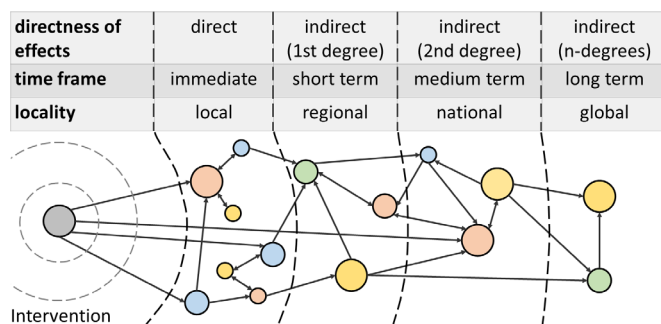 directness of effects direct indirect (1st degree) indirect (2nd degree) indirect (n-degrees)
time frame immediate short term medium term long term
locality local regional national global
Intervention